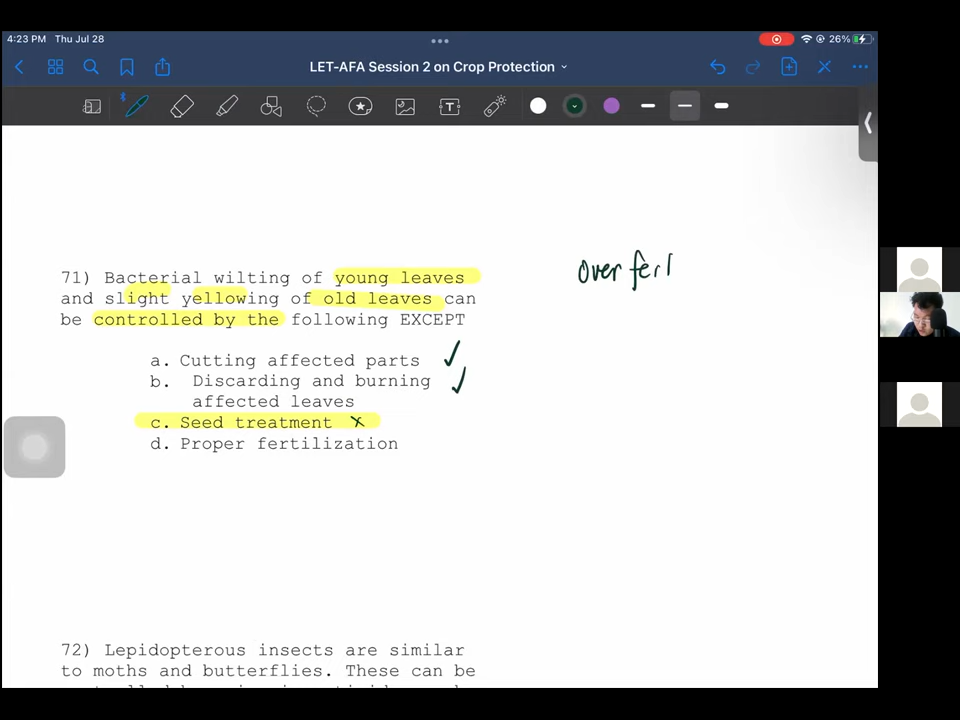 4:23 PM Thu Jul 28
26%
LET-AFA Session 2 on Crop Protection
71) Bacterial wilting of young leaves
and slight yellowing of old leaves can
be controlled by the following EXCEPT
over ferl
a. Cutting affected parts
b. Discarding and burning
affected leaves
c. Seed treatment x
d. Proper fertilization
72) Lepidopterous insects are similar
to moths and butterflies. These can be